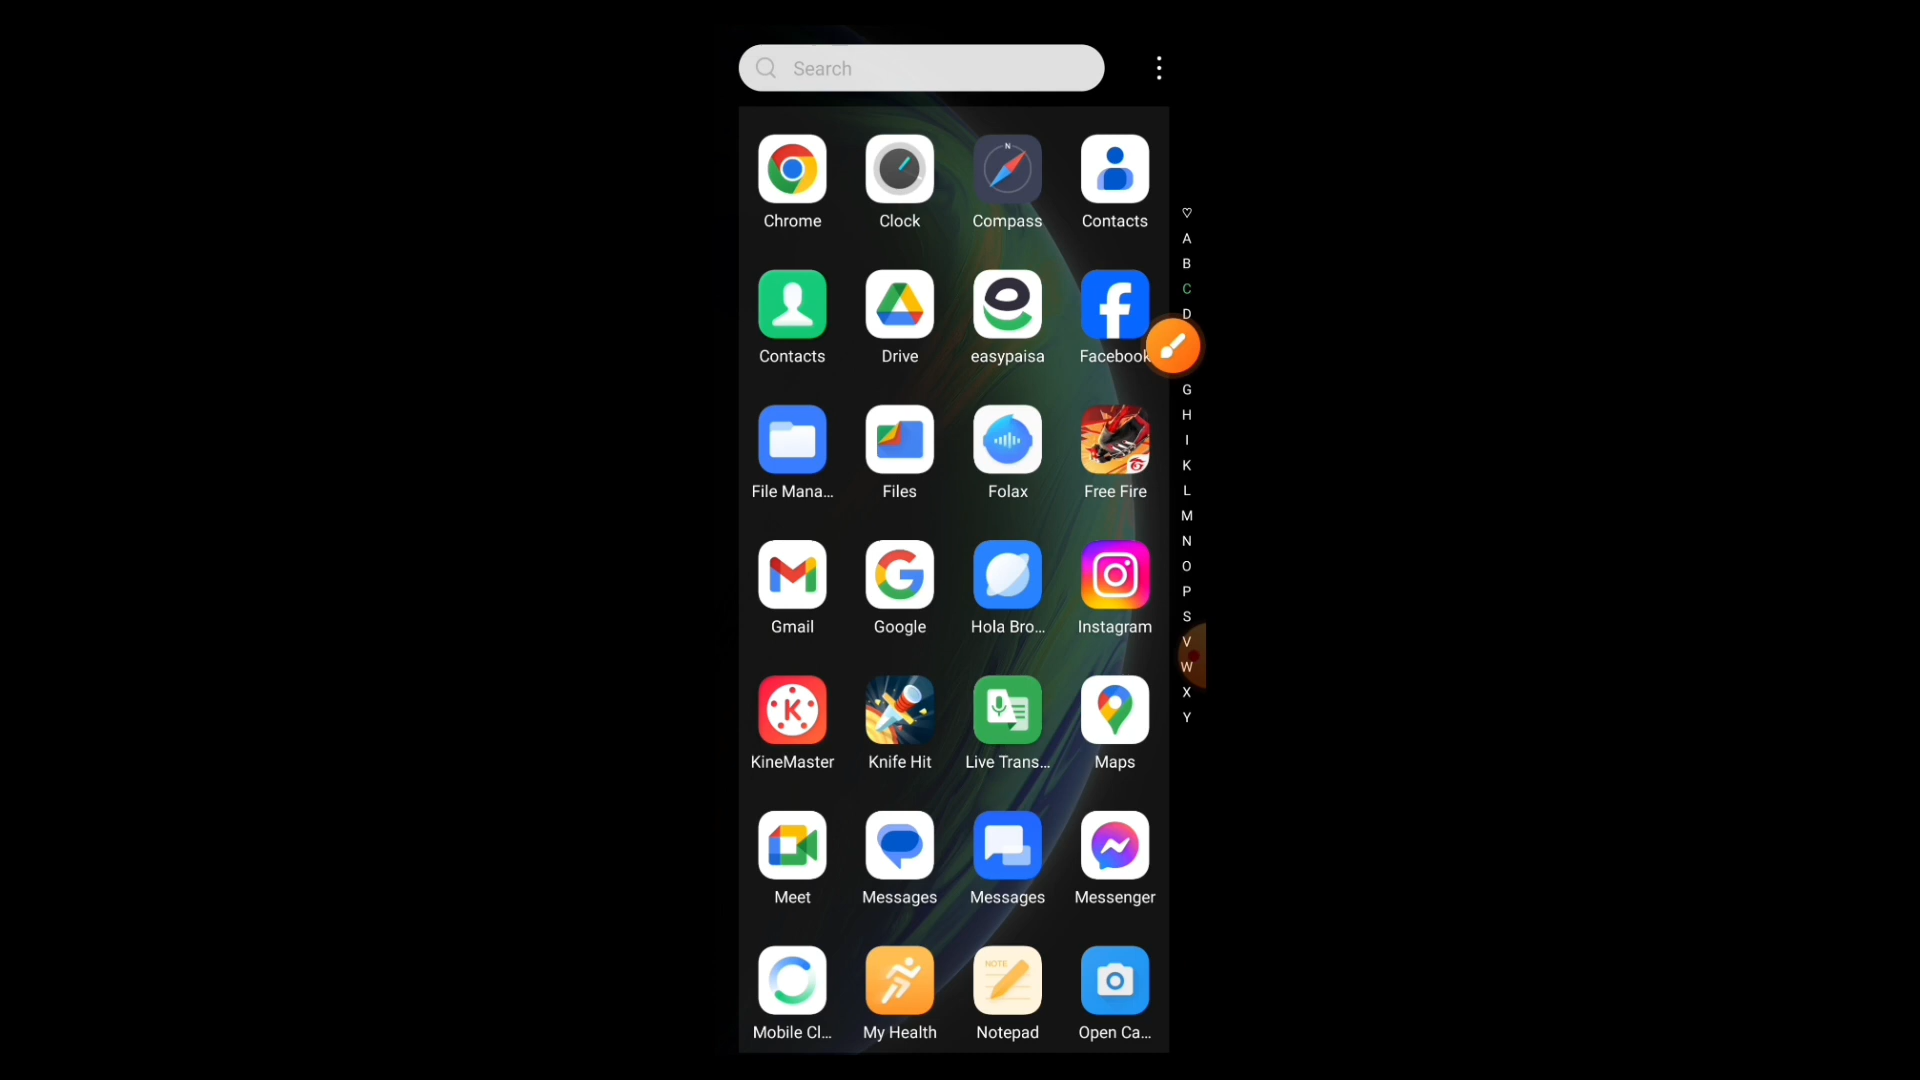 Search
N
Chrome Clock Compass Contacts
Contacts Drive easypaisa Facebook
File Mana... Files Folax Free Fire
Gmail Google Hola Bro... Instagram
K
KineMaster Knife Hit Live Trans... Maps
Meet Messages Messages Messenger
NOTE
Mobile Cl... My Health Notepad Open Ca...
A
B
C
D
G
H
I
K
L
M
N
O
P
S
V
W
X
Y